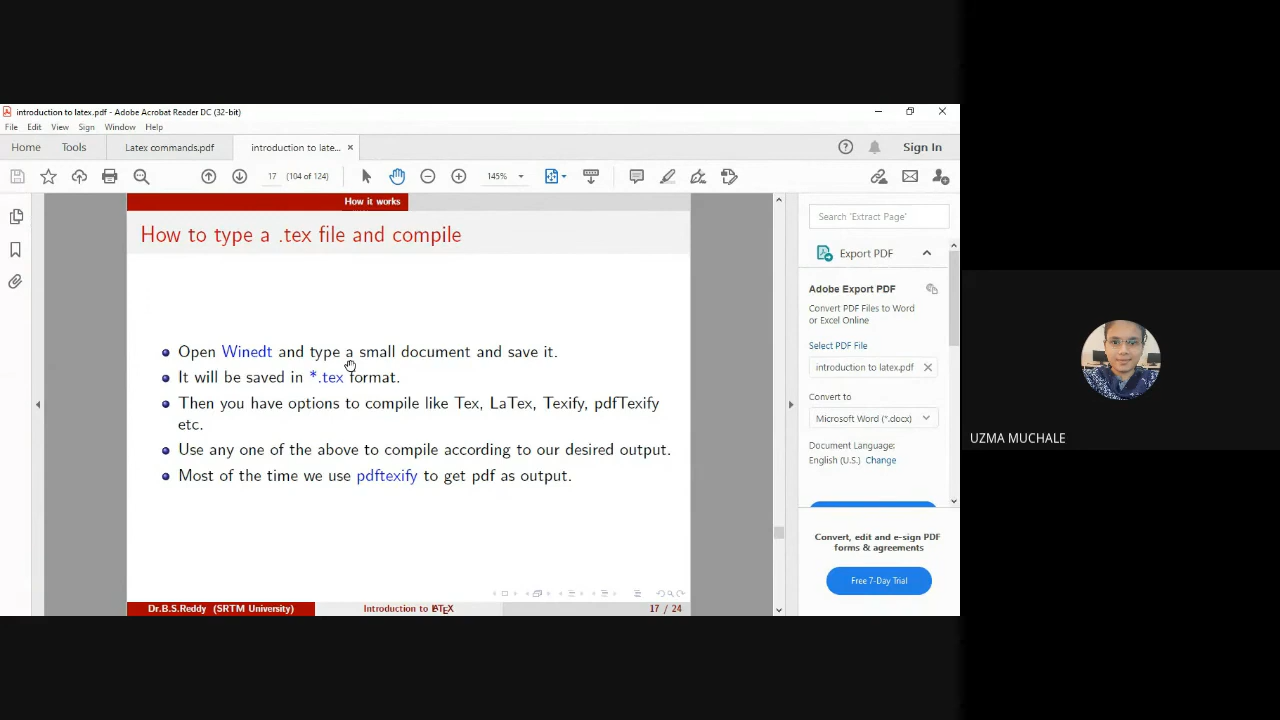 introduction to latex.pdf - Adobe Acrobat Reader DC (32-bit)
File Edit View Sign Window Help
Home Tools Latex commands.pdf introduction to late... × Sign In
17 (104 of 124) 145%
How it works
How to type a .tex file and compile
Open Winedt and type a small document and save it.
It will be saved in *.tex format.
Then you have options to compile like Tex, LaTex, Texify, pdfTexify
etc.
Use any one of the above to compile according to our desired output.
Most of the time we use pdftexify to get pdf as output.
Dr.B.S.Reddy (SRTM University) Introduction to LATEX 17 / 24
Search 'Extract Page'
Export PDF
Adobe Export PDF
Convert PDF Files to Word
or Excel Online
Select PDF File
introduction to latex.pdf
Convert to
Microsoft Word (*.docx)
Document Language:
English (U.S.) Change
Convert, edit and e-sign PDF
forms & agreements
Free 7-Day Trial
UZMA MUCHALE